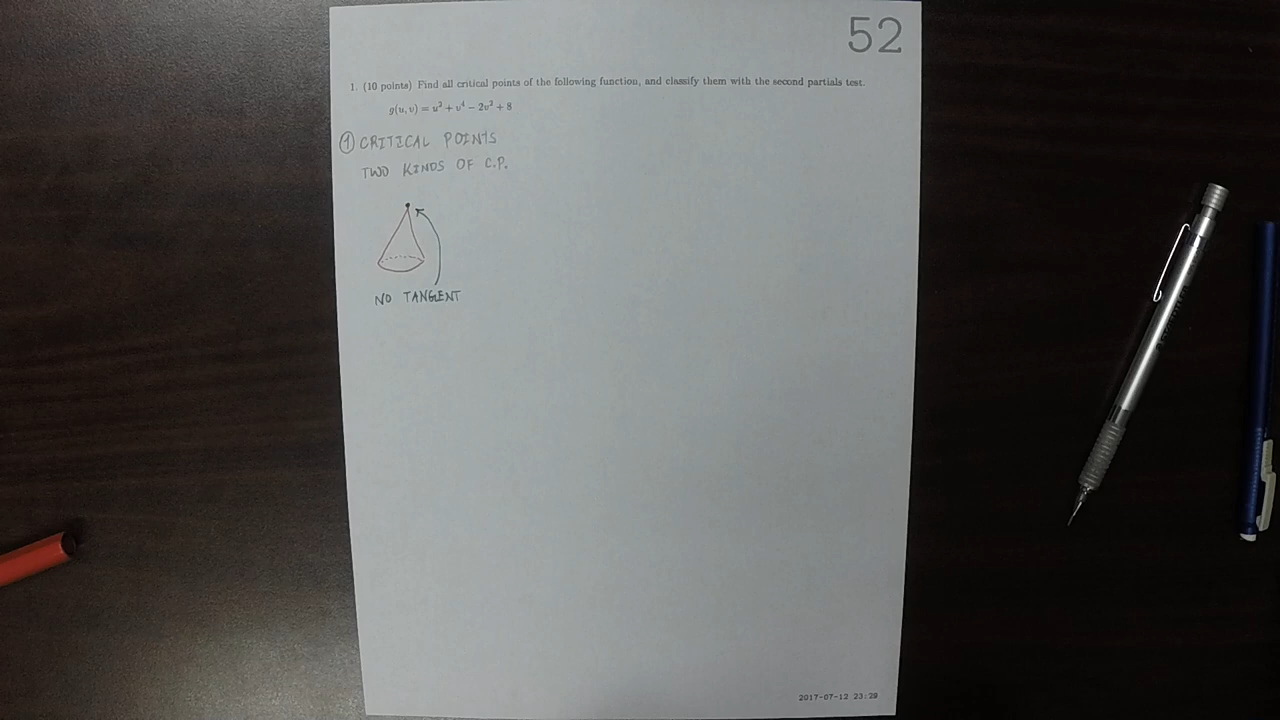 52
1. (10 points) Find all critical points of the following function, and classify them with the second partials test.
g(u, v) = u² + v⁴ − 2v² + 8
① CRITICAL POINTS
TWO KINDS OF C.P.
NO TANGENT
2017-07-12 23:29